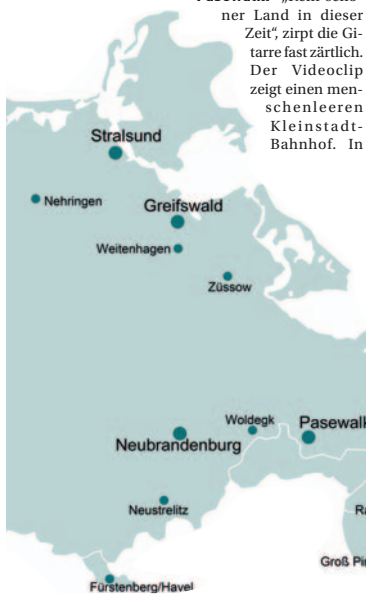 ner Land in dieser
Zeit“, zirpt die Gi-
tarre fast zärtlich.
Der Videoclip
zeigt einen men-
schenleeren
Kleinstadt-
Bahnhof. In
Stralsund
Nehringen
Greifswald
Weitenhagen
Züssow
Woldegk
Pasewalk
Neubrandenburg
Neustrelitz
Fürstenberg/Havel